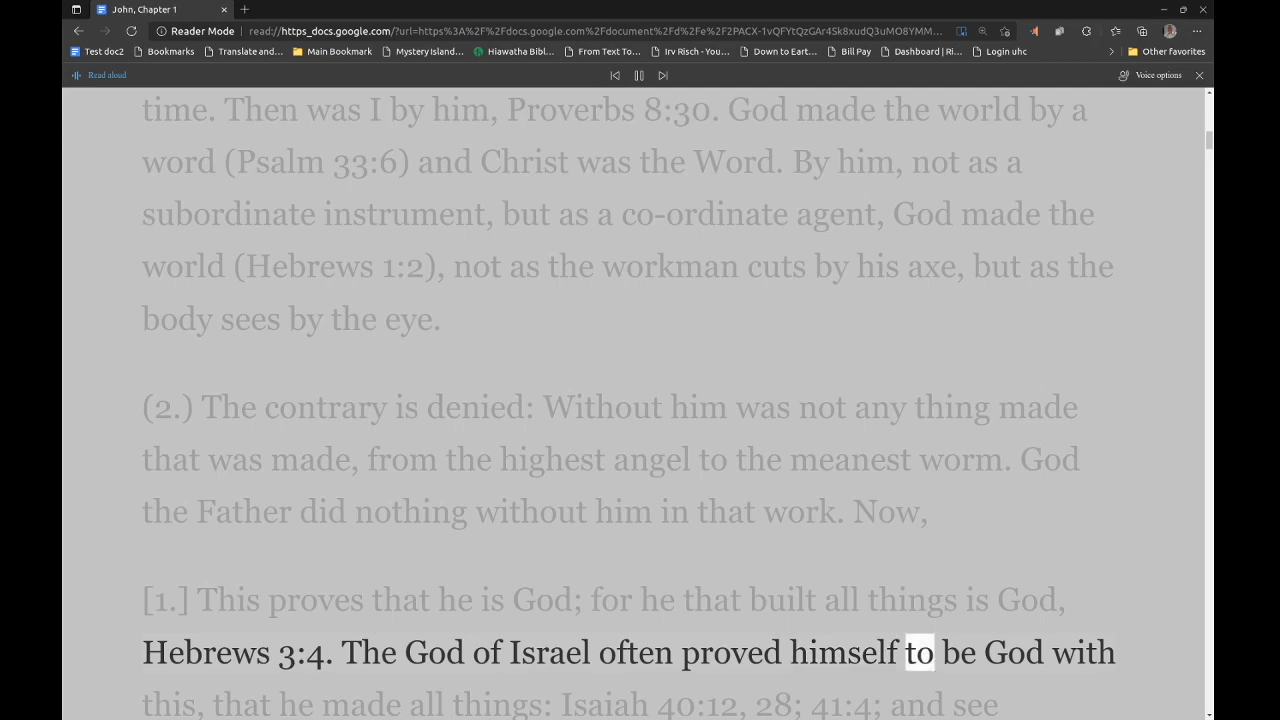 John, Chapter 1
Reader Mode read://https_docs.google.com/?url=https%3A%2F%2Fdocs.google.com%2Fdocument%2Fd%2Fe%2F2PACX-1vQFYtQzGAr4Sk8xudQ3uMO8YMM...
Test doc2 Bookmarks Translate and... Main Bookmark Mystery Island... Hiawatha Bibl... From Text To... Irv Risch - You... Down to Eart... Bill Pay Dashboard | Ri... Login uhc Other favorites
Read aloud Voice options
time. Then was I by him, Proverbs 8:30. God made the world by a
word (Psalm 33:6) and Christ was the Word. By him, not as a
subordinate instrument, but as a co-ordinate agent, God made the
world (Hebrews 1:2), not as the workman cuts by his axe, but as the
body sees by the eye.
(2.) The contrary is denied: Without him was not any thing made
that was made, from the highest angel to the meanest worm. God
the Father did nothing without him in that work. Now,
[1.] This proves that he is God; for he that built all things is God,
Hebrews 3:4. The God of Israel often proved himself to be God with
this, that he made all things: Isaiah 40:12, 28; 41:4; and see